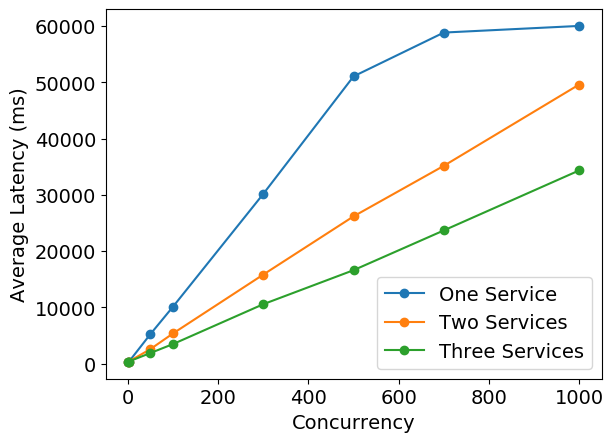 60000
50000
40000
30000
20000
10000
0
Average Latency (ms)
0 200 400 600 800 1000
Concurrency
One Service
Two Services
Three Services